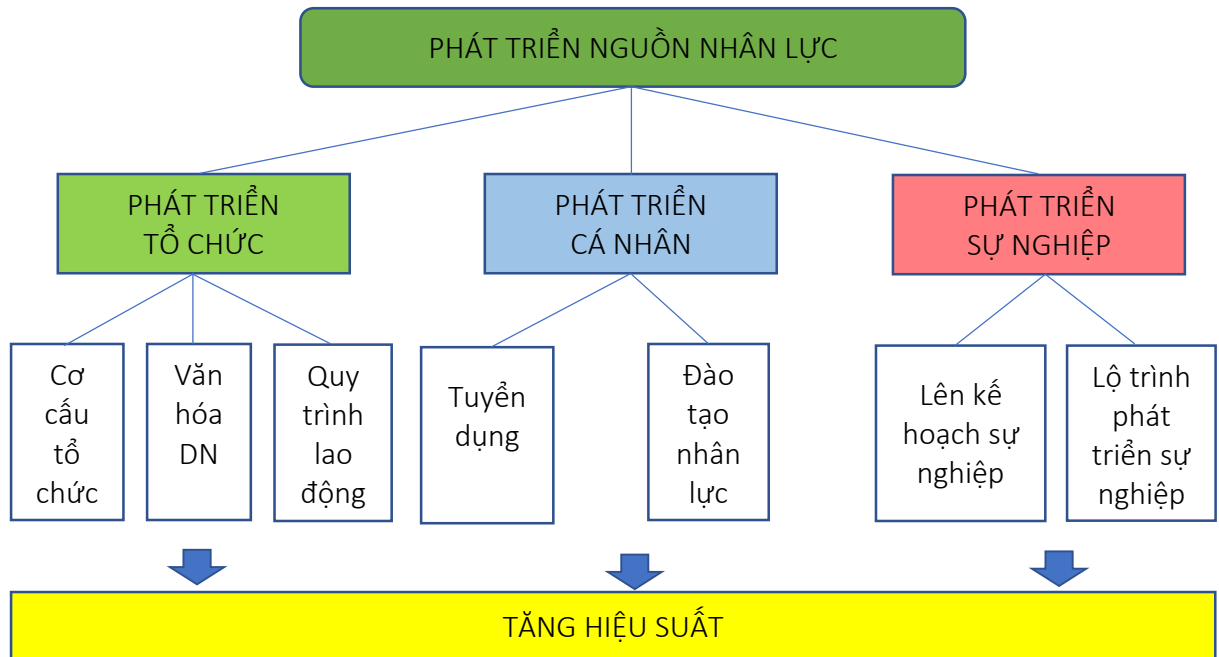 PHÁT TRIỂN NGUỒN NHÂN LỰC
PHÁT TRIỂN
TỔ CHỨC
PHÁT TRIỂN
CÁ NHÂN
PHÁT TRIỂN
SỰ NGHIỆP
Cơ
cấu
tổ
chức
Văn
hóa
DN
Quy
trình
lao
động
Tuyển
dụng
Đào
tạo
nhân
lực
Lên kế
hoạch sự
nghiệp
Lộ trình
phát
triển sự
nghiệp
TĂNG HIỆU SUẤT